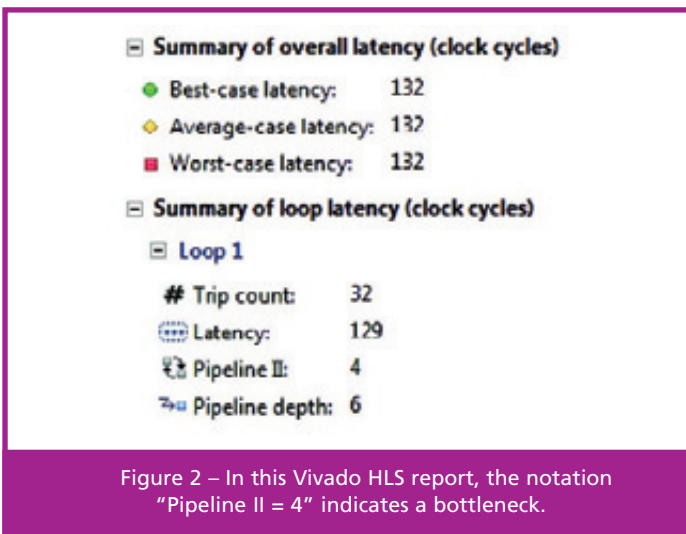 Summary of overall latency (clock cycles)
Best-case latency: 132
Average-case latency: 132
Worst-case latency: 132
Summary of loop latency (clock cycles)
Loop 1
# Trip count: 32
Latency: 129
Pipeline II: 4
Pipeline depth: 6
Figure 2 – In this Vivado HLS report, the notation
“Pipeline II = 4” indicates a bottleneck.